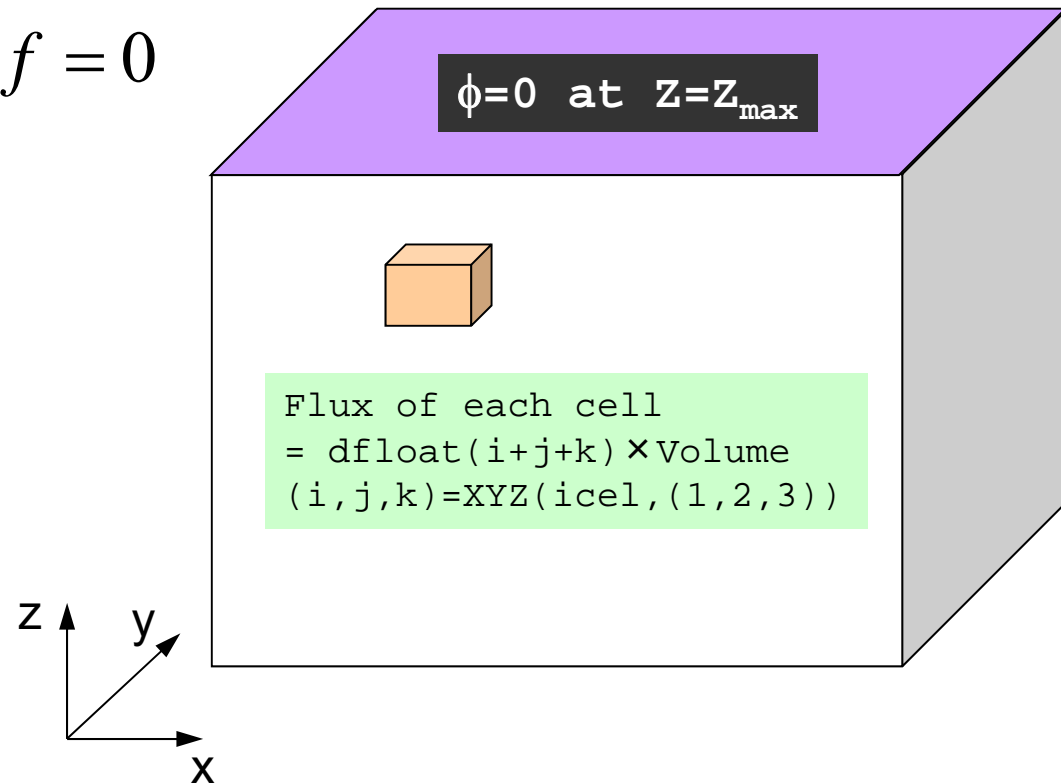 f = 0
ϕ=0 at Z=Zmax
Flux of each cell
= dfloat(i+j+k)×Volume
(i,j,k)=XYZ(icel,(1,2,3))
z
y
x